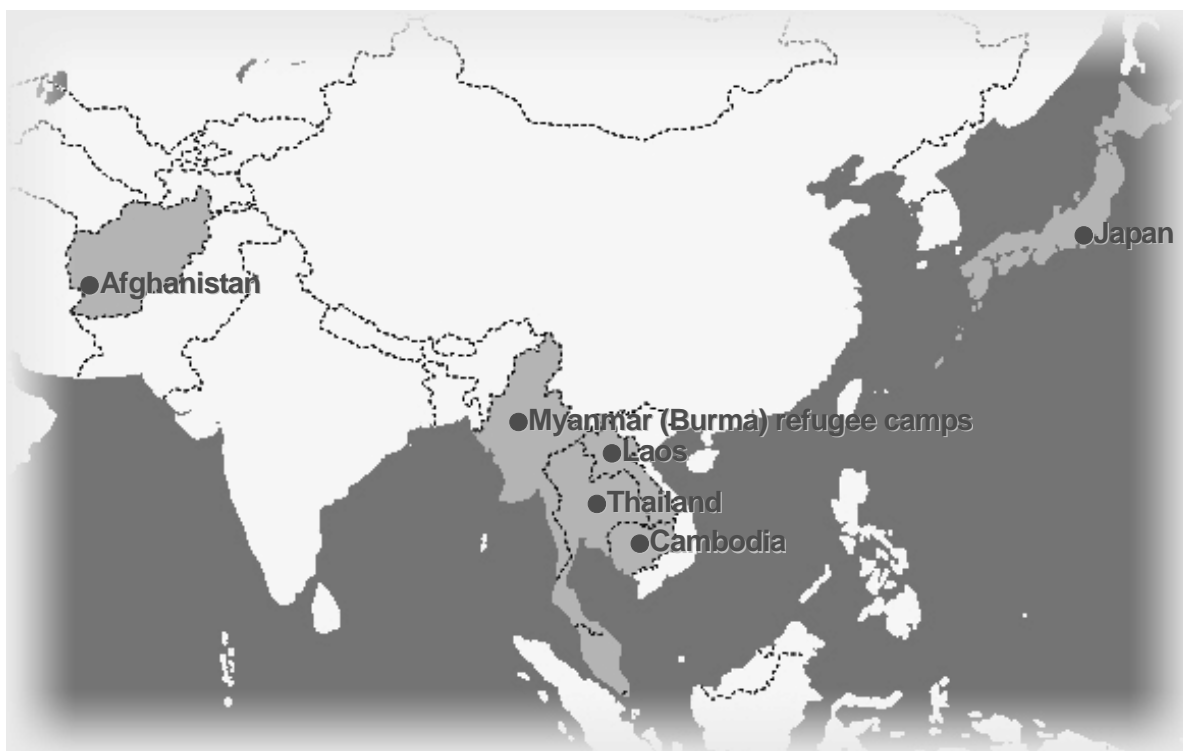 Japan
Afghanistan
Myanmar (Burma) refugee camps
Laos
Thailand
Cambodia